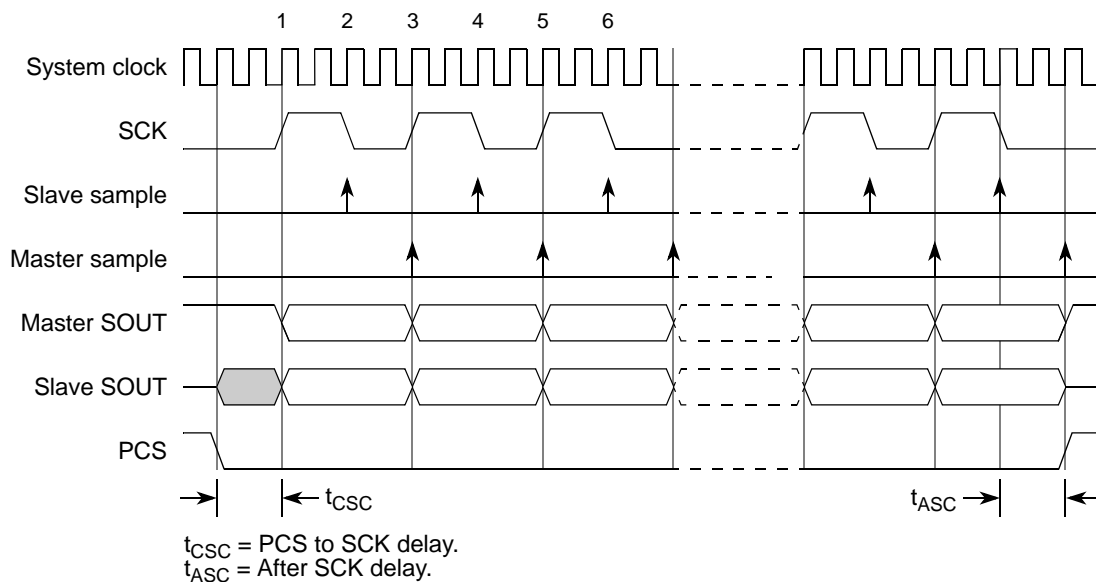 1 2 3 4 5 6
System clock
SCK
Slave sample
Master sample
Master SOUT
Slave SOUT
PCS
tCSC tASC
tCSC = PCS to SCK delay.
tASC = After SCK delay.